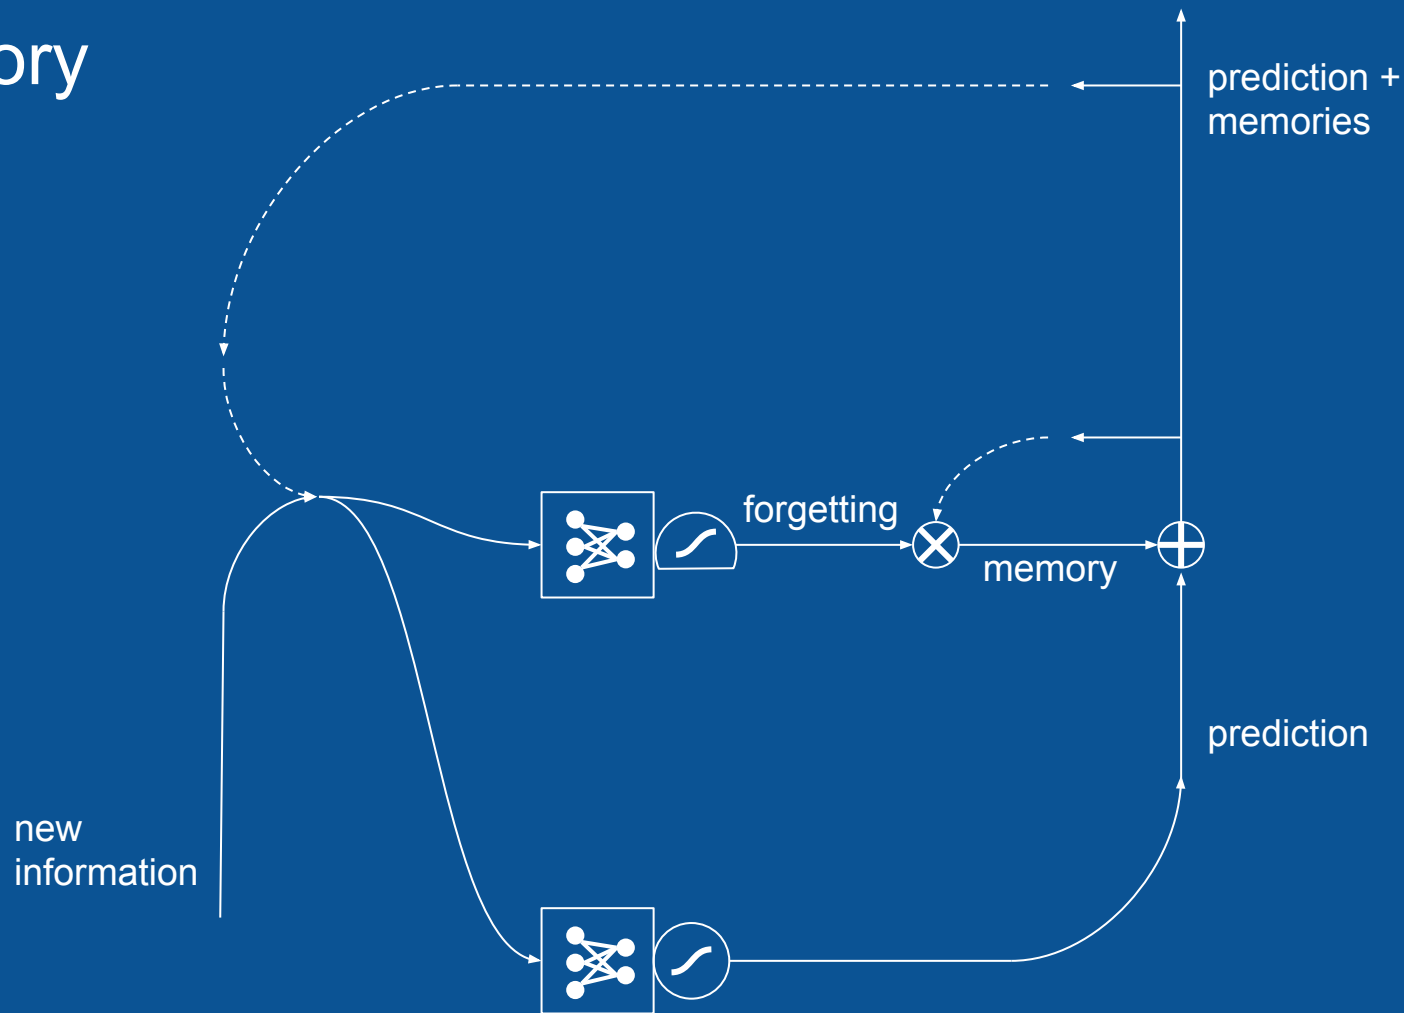 ory
prediction +
memories
forgetting
memory
prediction
new
information